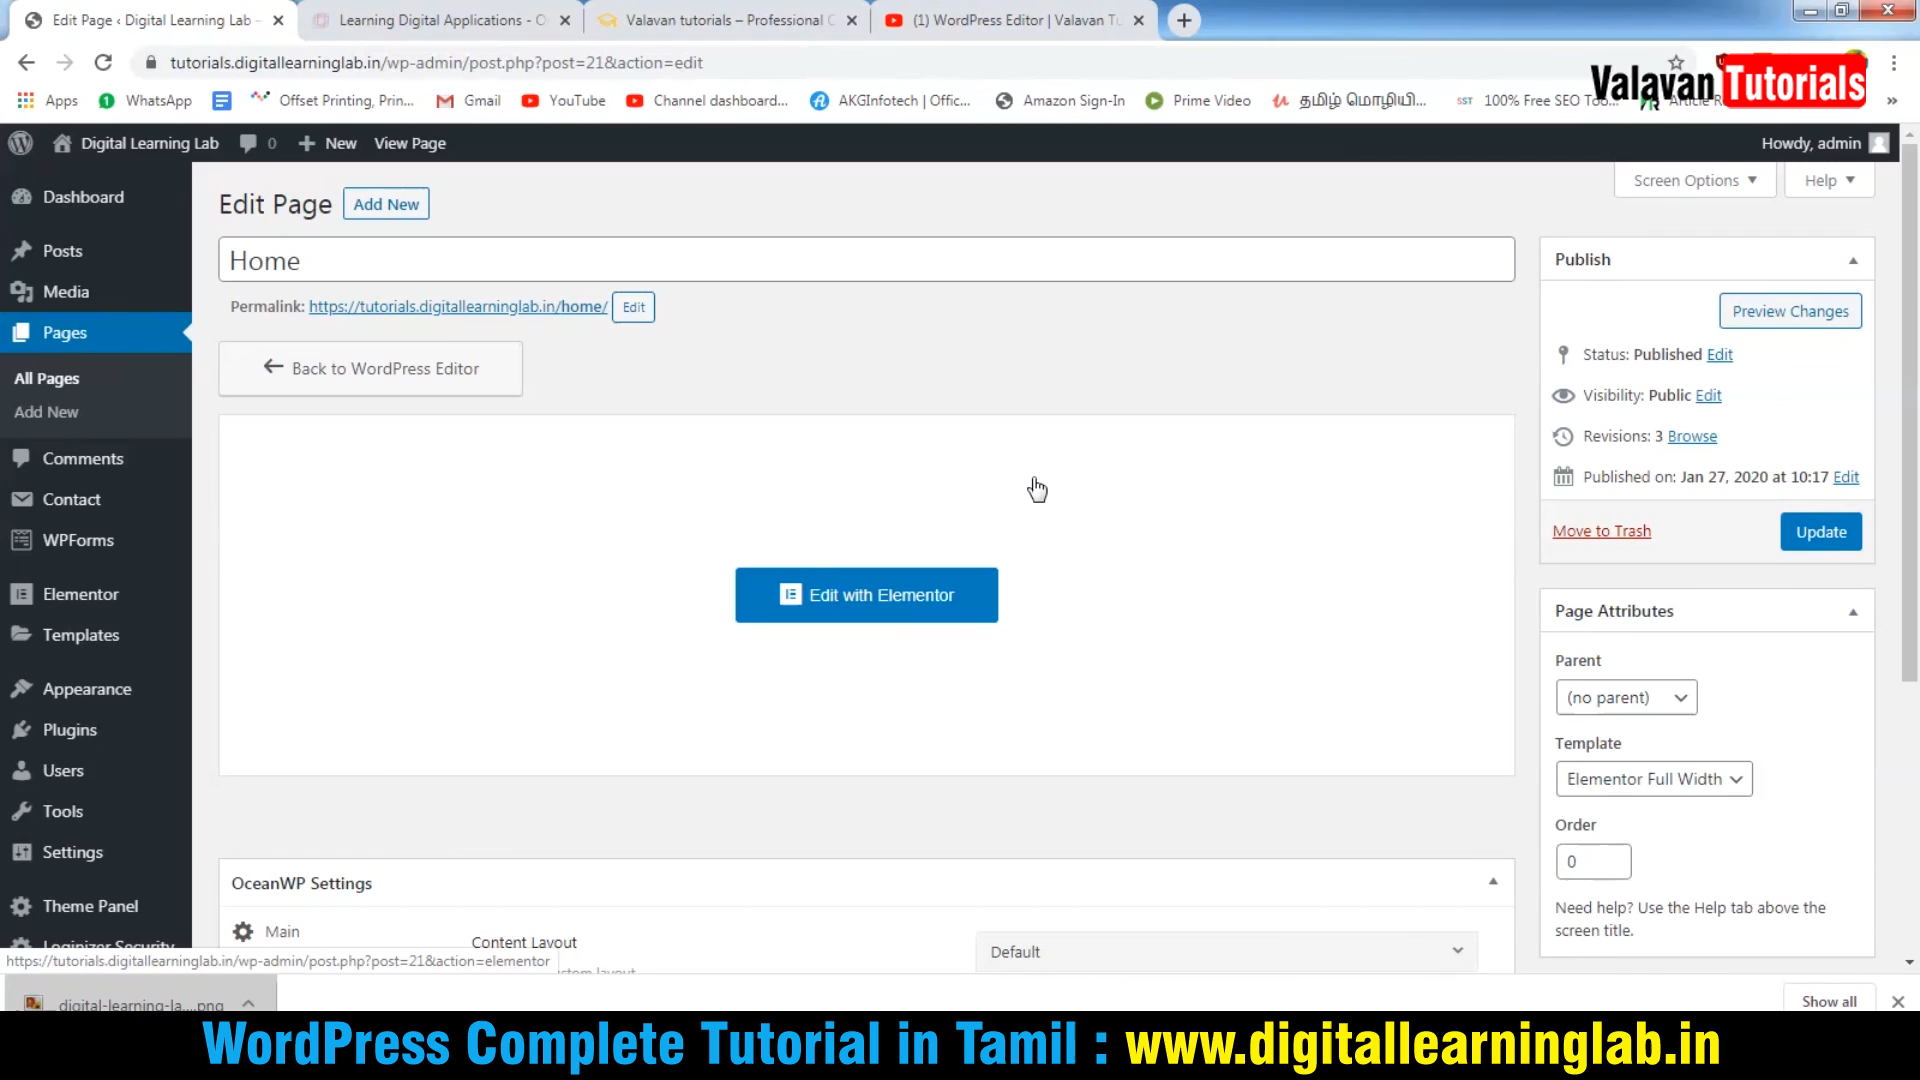 Edit Page ‹ Digital Learning Lab –
Learning Digital Applications - O
Valavan tutorials – Professional C
(1) WordPress Editor | Valavan Tu
tutorials.digitallearninglab.in/wp-admin/post.php?post=21&action=edit
Valavan Tutorials
Apps
WhatsApp
Offset Printing, Prin...
Gmail
YouTube
Channel dashboard...
AKGInfotech | Offic...
Amazon Sign-In
Prime Video
தமிழ் மொழியி...
100% Free SEO Too...
Digital Learning Lab
0
New
View Page
Howdy, admin
Screen Options
Help
Dashboard
Posts
Media
Pages
All Pages
Add New
Comments
Contact
WPForms
Elementor
Templates
Appearance
Plugins
Users
Tools
Settings
Theme Panel
Loginizer Security
Edit Page
Add New
Home
Permalink: https://tutorials.digitallearninglab.in/home/
Edit
Back to WordPress Editor
Edit with Elementor
OceanWP Settings
Main
Content Layout
Default
Publish
Preview Changes
Status: Published Edit
Visibility: Public Edit
Revisions: 3 Browse
Published on: Jan 27, 2020 at 10:17 Edit
Move to Trash
Update
Page Attributes
Parent
(no parent)
Template
Elementor Full Width
Order
0
Need help? Use the Help tab above the
screen title.
https://tutorials.digitallearninglab.in/wp-admin/post.php?post=21&action=elementor
digital-learning-la....png
Show all
WordPress Complete Tutorial in Tamil : www.digitallearninglab.in